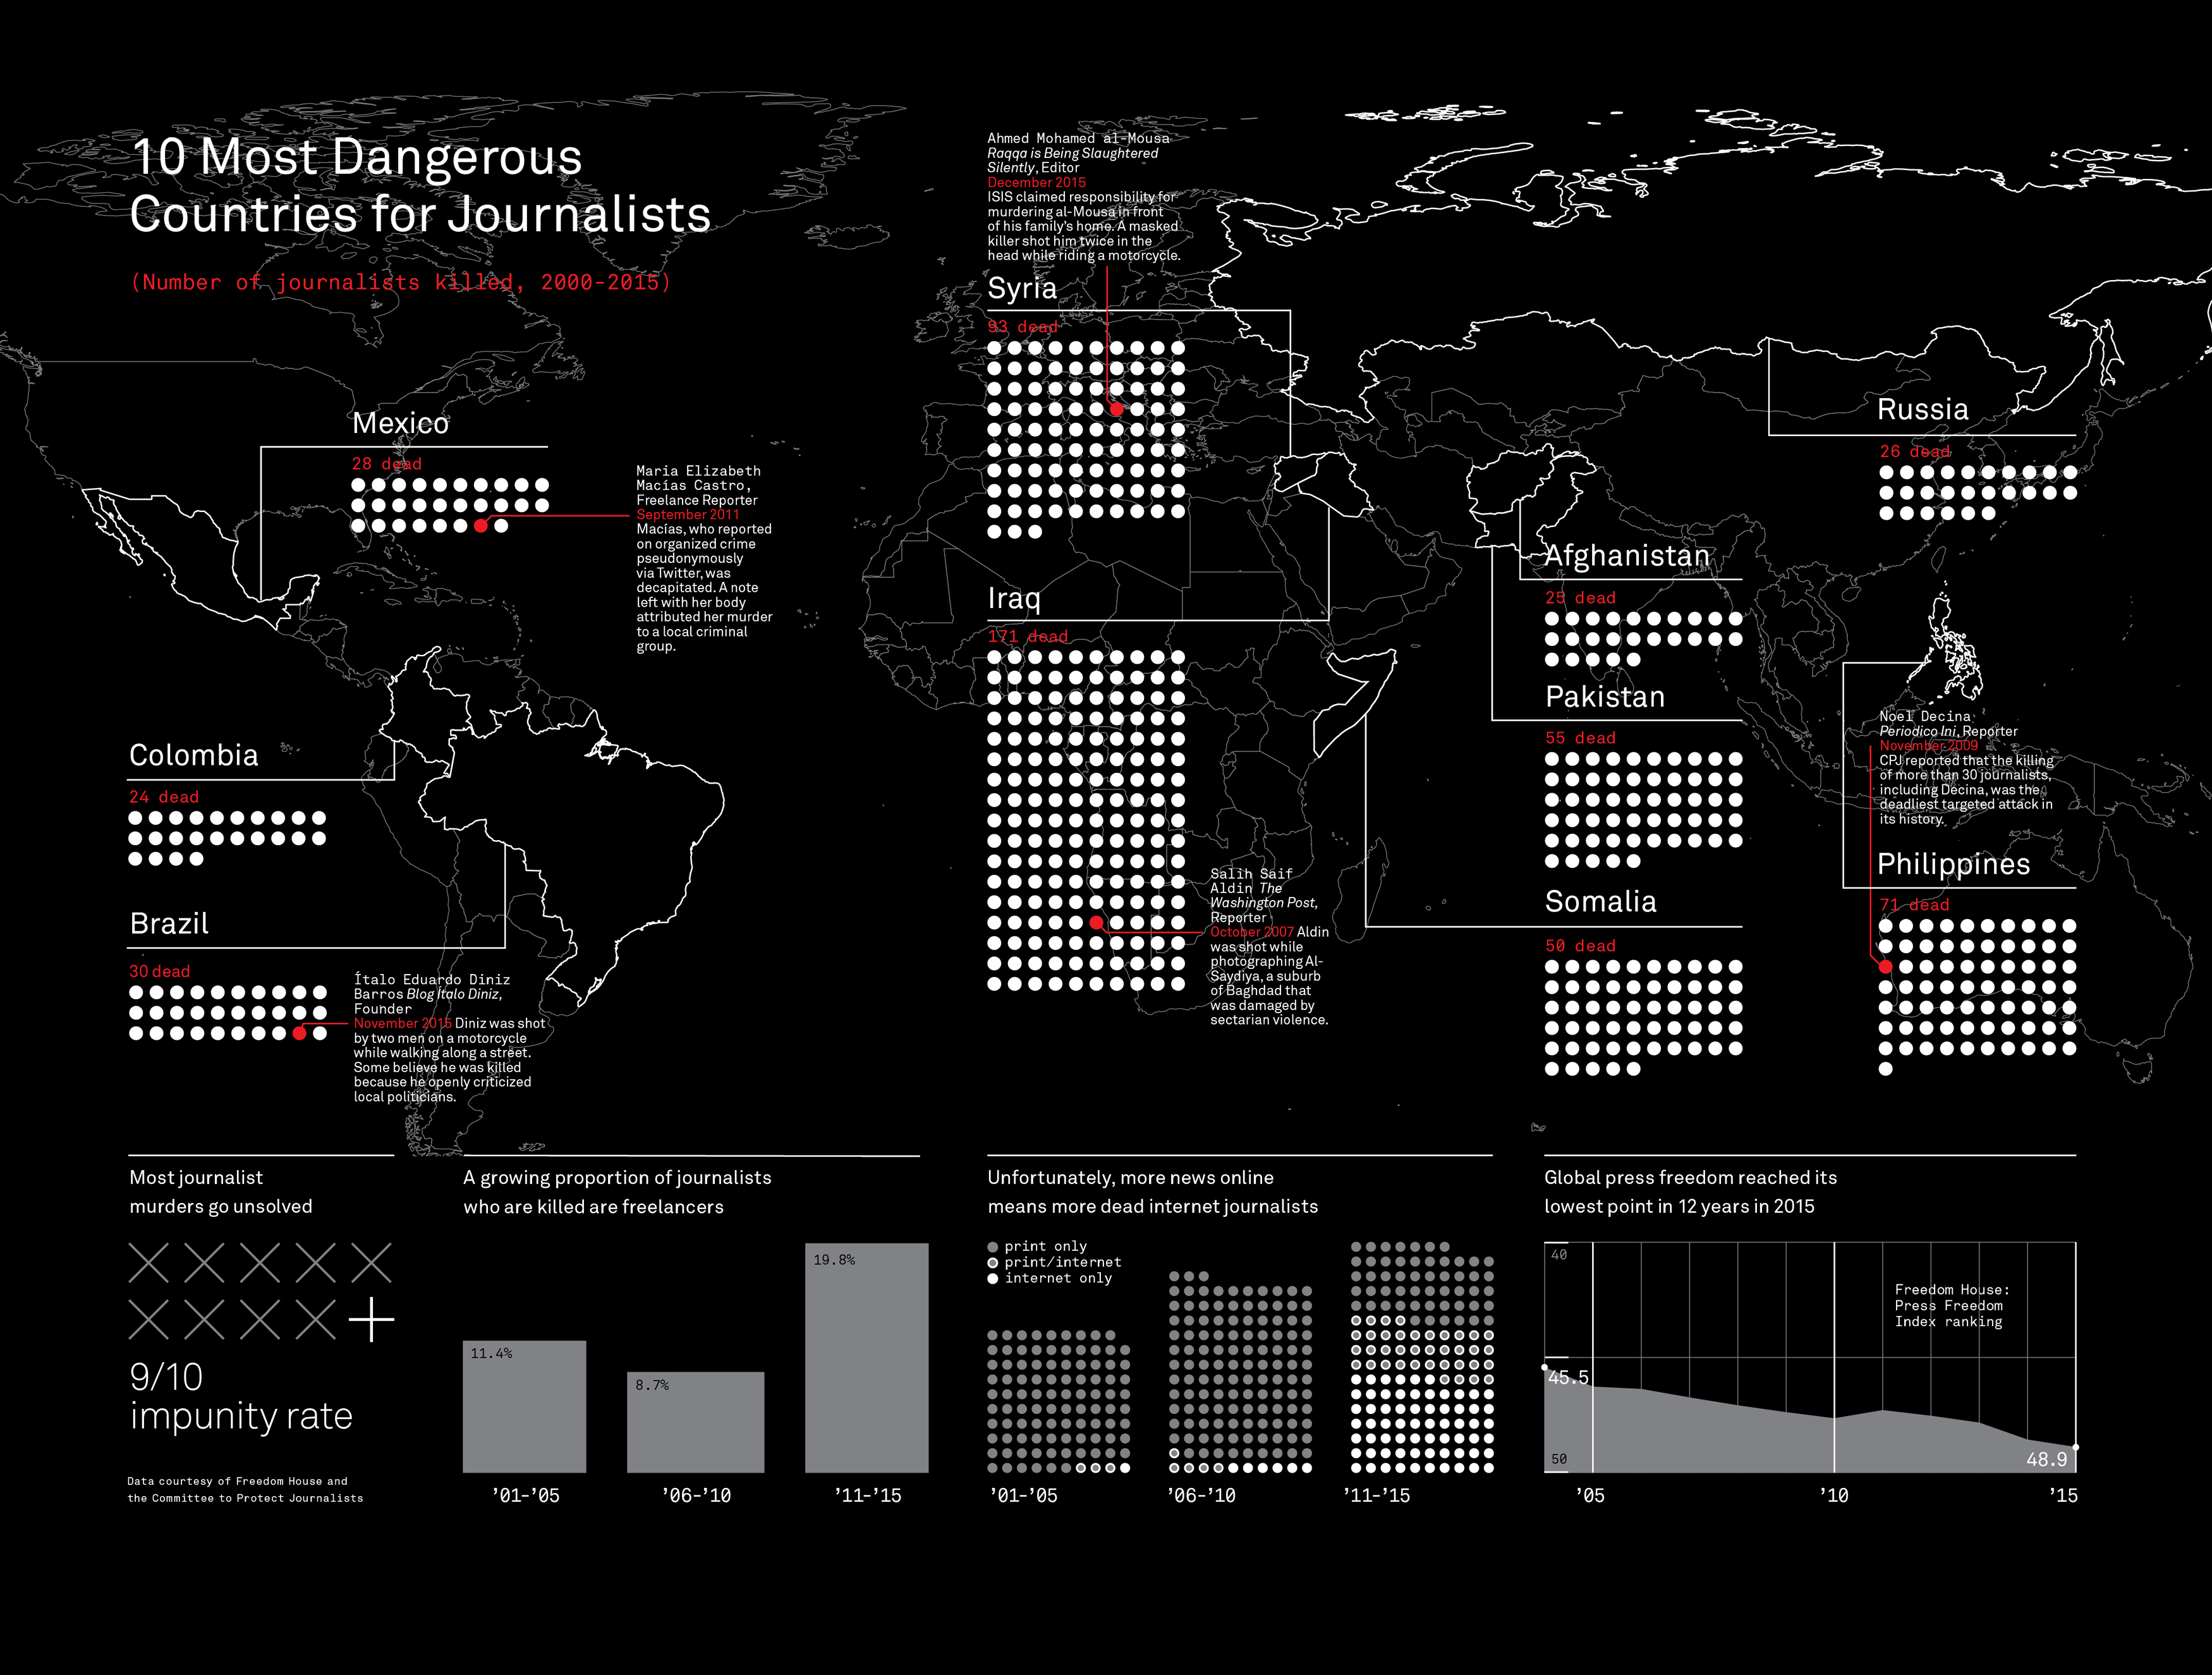 10 Most Dangerous
Countries for Journalists
(Number of journalists killed, 2000-2015)
Mexico
28 dead
Maria Elizabeth
Macías Castro,
Freelance Reporter
September 2011
Macías, who reported
on organized crime
pseudonymously
via Twitter, was
decapitated. A note
left with her body
attributed her murder
to a local criminal
group.
Colombia
24 dead
Brazil
30 dead
Ítalo Eduardo Diniz
Barros Blog Ítalo Diniz,
Founder
November 2015 Diniz was shot
by two men on a motorcycle
while walking along a street.
Some believe he was killed
because he openly criticized
local politicians.
Ahmed Mohamed al-Mousa
Raqqa is Being Slaughtered
Silently, Editor
December 2015
ISIS claimed responsibility for
murdering al-Mousa in front
of his family's home. A masked
killer shot him twice in the
head while riding a motorcycle.
Syria
93 dead
Iraq
171 dead
Salih Saif
Aldin The
Washington Post,
Reporter
October 2007 Aldin
was shot while
photographing Al-
Saydiya, a suburb
of Baghdad that
was damaged by
sectarian violence.
Russia
26 dead
Afghanistan
25 dead
Pakistan
55 dead
Somalia
50 dead
Noel Decina
Periodico Ini, Reporter
November 2009
CPJ reported that the killing
of more than 30 journalists,
including Decina, was the
deadliest targeted attack in
its history.
Philippines
71 dead
Most journalist
murders go unsolved
9/10
impunity rate
Data courtesy of Freedom House and
the Committee to Protect Journalists
A growing proportion of journalists
who are killed are freelancers
11.4%
8.7%
19.8%
'01-'05
'06-'10
'11-'15
Unfortunately, more news online
means more dead internet journalists
print only
print/internet
internet only
'01-'05
'06-'10
'11-'15
Global press freedom reached its
lowest point in 12 years in 2015
40
Freedom House:
Press Freedom
Index ranking
45.5
50
48.9
'05
'10
'15